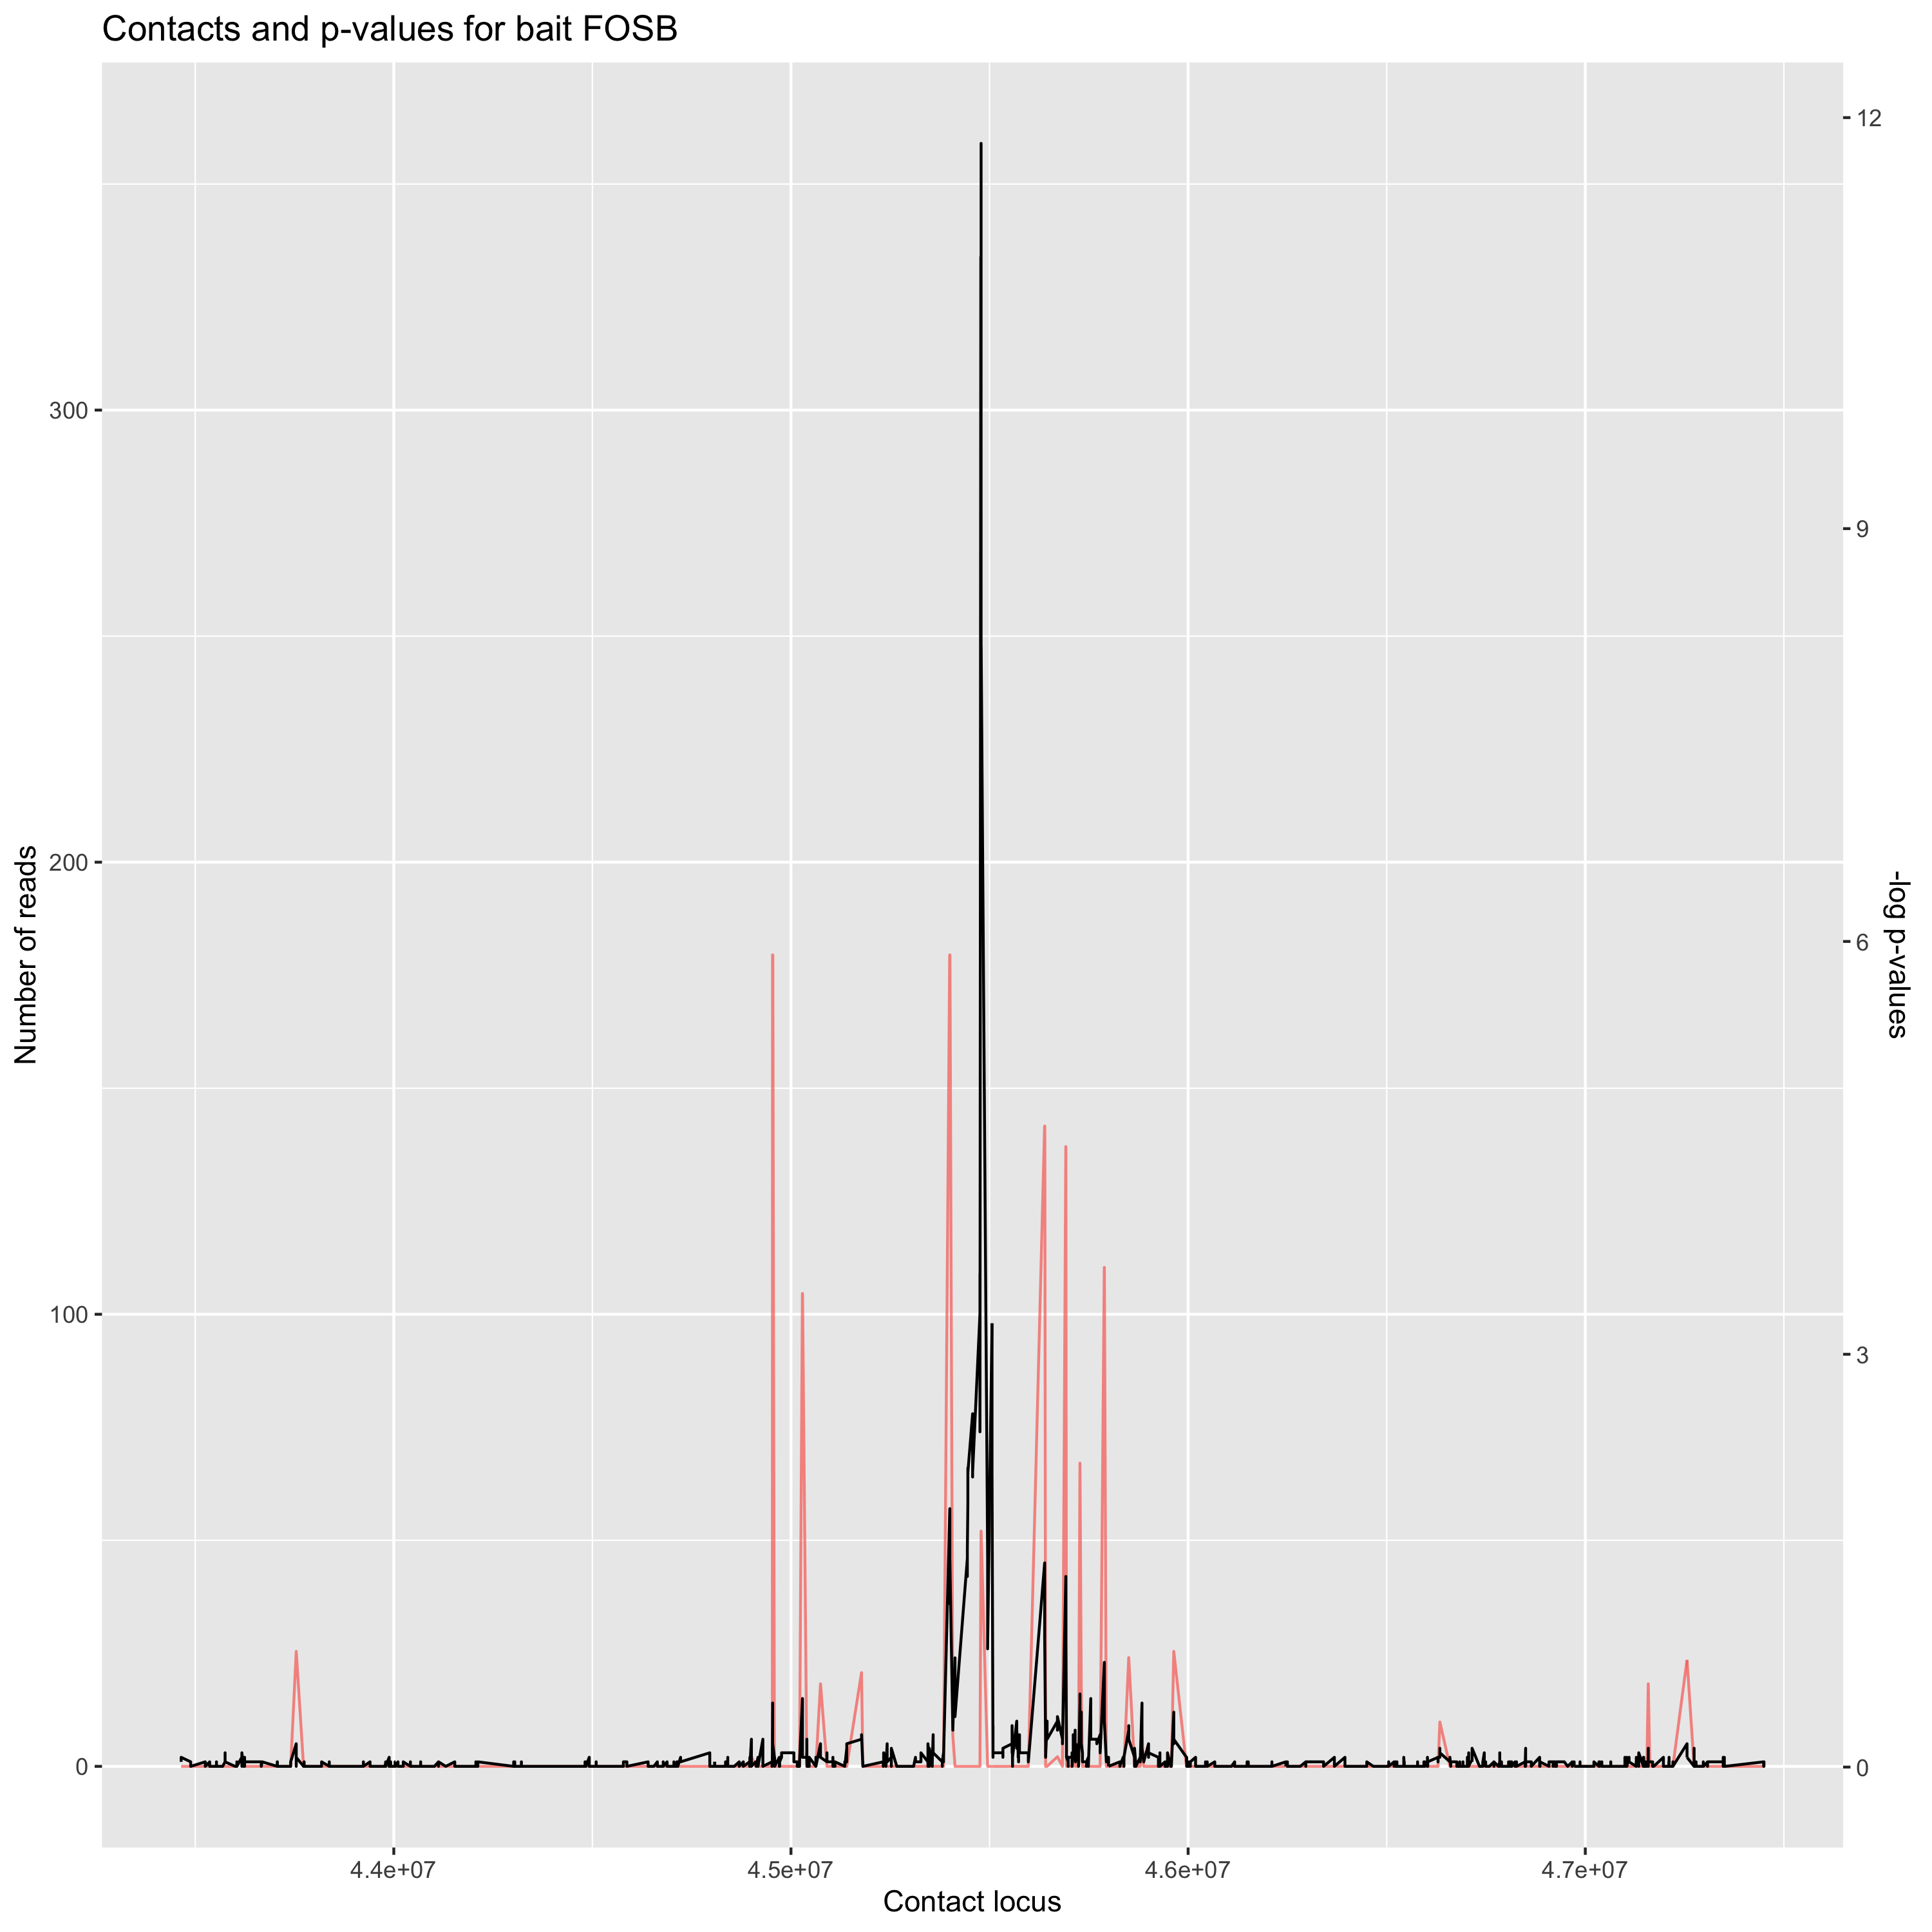 Contacts and p-values for bait FOSB
12
9
6
3
0
-log p-values
300
200
100
0
Number of reads
4.4e+07
4.5e+07
4.6e+07
4.7e+07
Contact locus